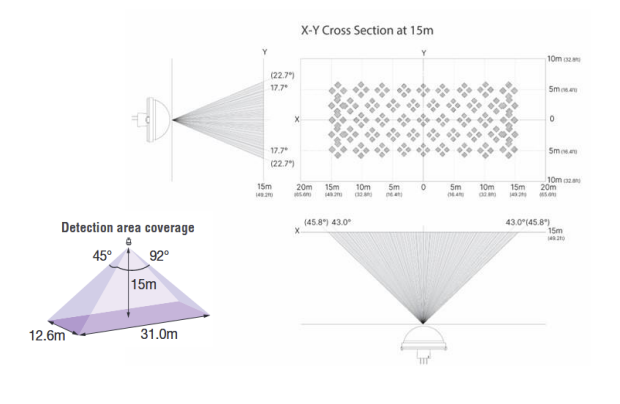 X-Y Cross Section at 15m
Y
(22.7°)
17.7°
17.7°
(22.7°)
15m
(49.2ft)
Y
X
10m (32.8ft)
5m (16.4ft)
0
5m (16.4ft)
10m (32.8ft)
20m 15m 10m 5m 0 5m 10m 15m 20m
(65.6ft) (49.2ft) (32.8ft) (16.4ft) (16.4ft) (32.8ft) (49.2ft) (65.6ft)
Detection area coverage
45° 92°
15m
12.6m
31.0m
(45.8°) 43.0° 43.0°(45.8°)
X
15m
(49.2ft)